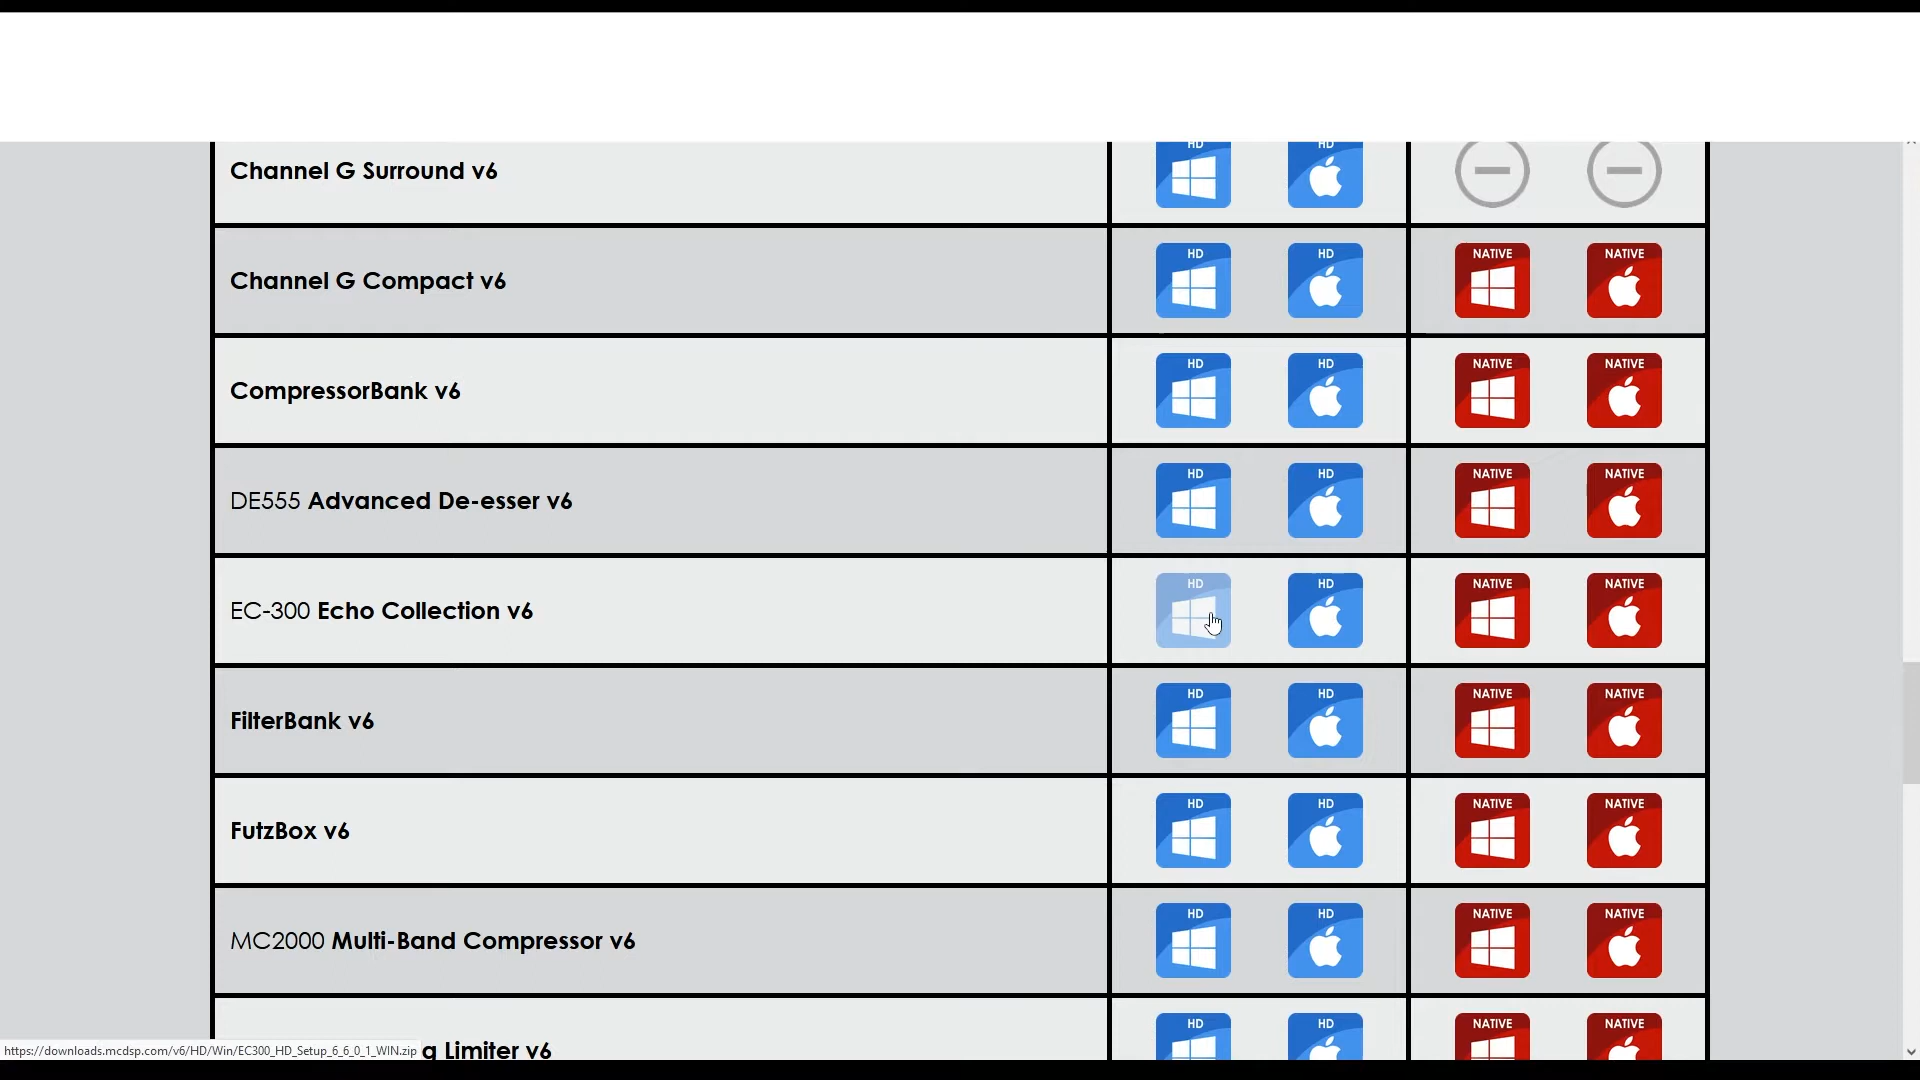 Channel G Surround v6 HD HD
Channel G Compact v6 HD HD NATIVE NATIVE
CompressorBank v6 HD HD NATIVE NATIVE
DE555 Advanced De-esser v6 HD HD NATIVE NATIVE
EC-300 Echo Collection v6 HD HD NATIVE NATIVE
FilterBank v6 HD HD NATIVE NATIVE
FutzBox v6 HD HD NATIVE NATIVE
MC2000 Multi-Band Compressor v6 HD HD NATIVE NATIVE
Limiter v6 HD HD NATIVE NATIVE
https://downloads.mcdsp.com/v6/HD/Win/EC300_HD_Setup_6_6_0_1_WIN.zip